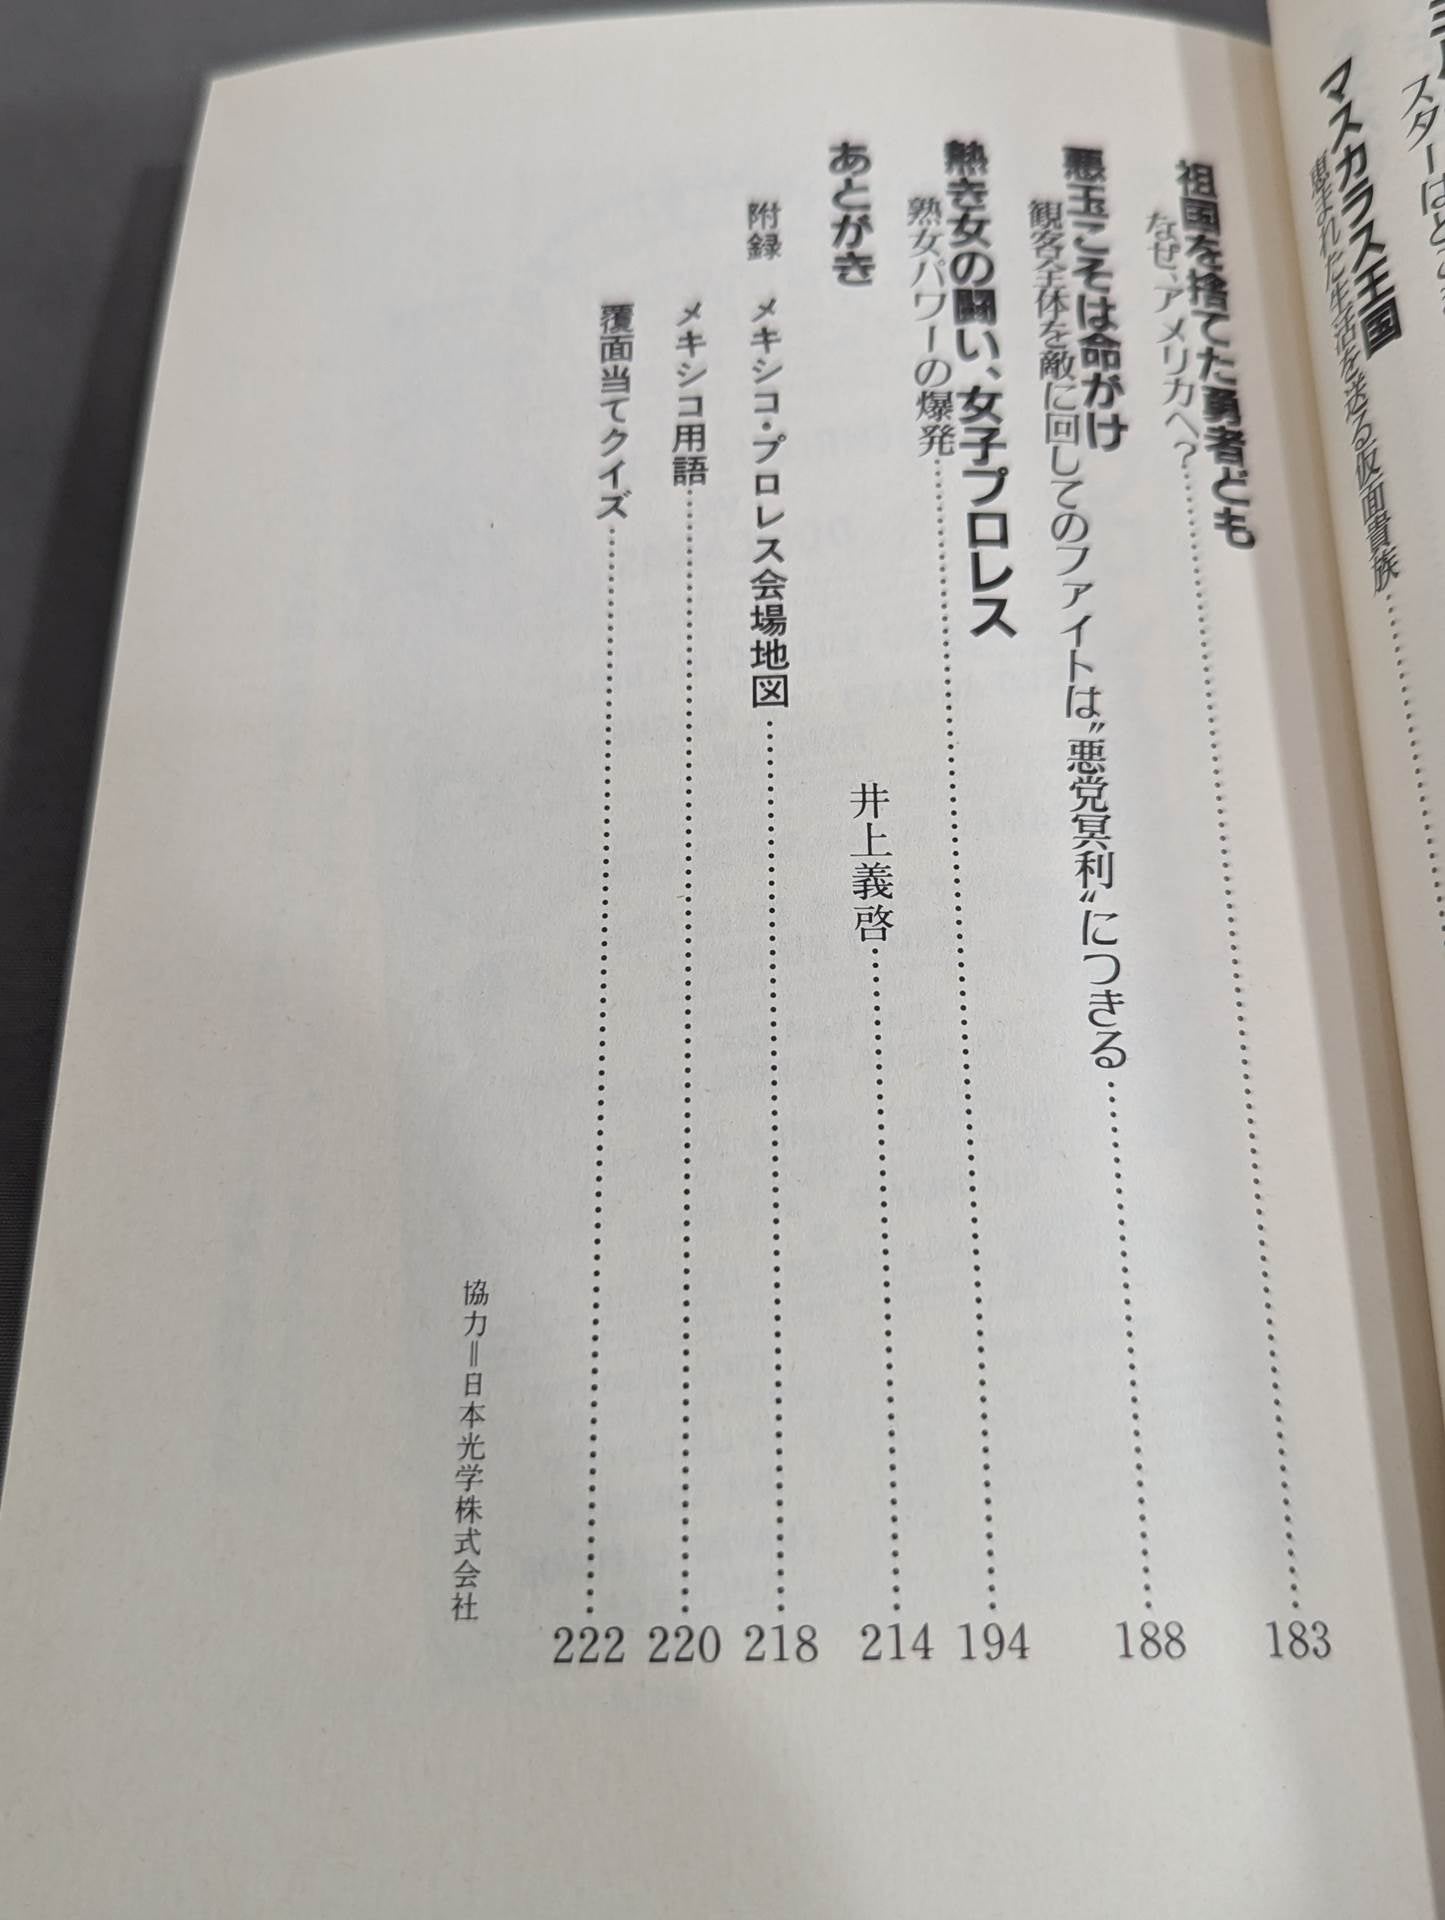 スターはどこ
マスカラス王国
恵まれた生活を送る仮面貴族
祖国を捨てた勇者ども
なぜ、アメリカへ?……183
悪玉こそは命がけ
観客全体を敵に回してのファイトは〝悪党冥利〟につきる……188
熱き女の闘い、女子プロレス
熟女パワーの爆発……194
あとがき 井上義啓……214
附録 メキシコ・プロレス会場地図……218
メキシコ用語……220
覆面当てクイズ……222
協力=日本光学株式会社